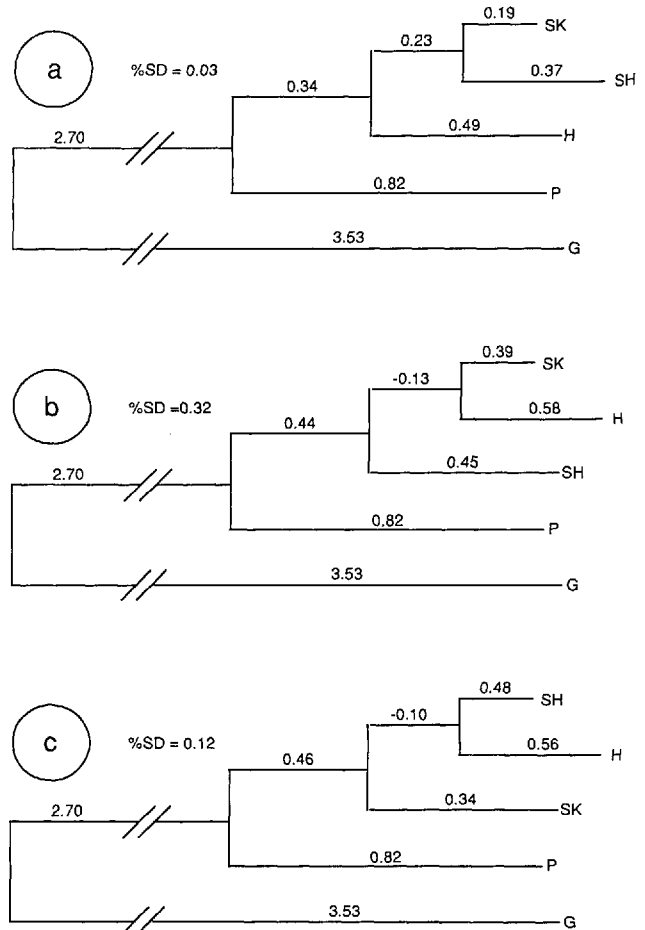 0.19
SK
0.23
a
%SD = 0.03
0.37
SH
0.34
0.49
H
2.70
0.82
P
3.53
G
0.39
SK
-0.13
b
%SD =0.32
0.58
H
0.44
0.45
SH
2.70
0.82
P
3.53
G
0.48
SH
-0.10
c
%SD = 0.12
0.56
H
0.46
0.34
SK
2.70
0.82
P
3.53
G